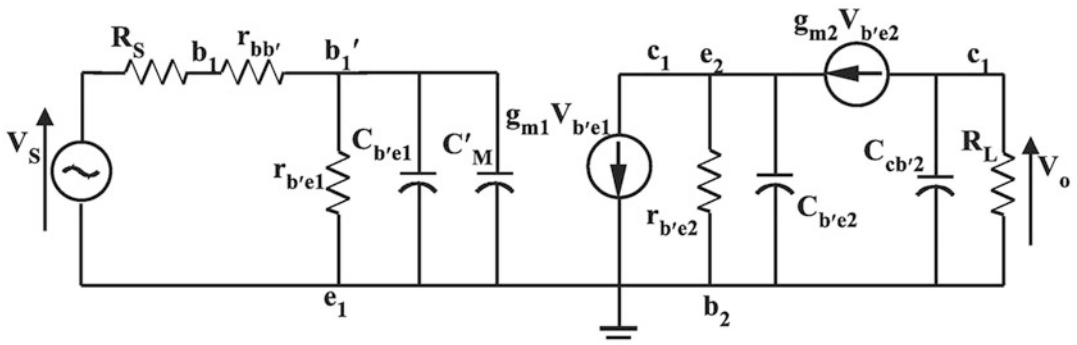 R_S
b_1
r_bb'
b_1'
c_1
e_2
g_m2 V_b'e2
c_1
V_S
r_b'e1
C_b'e1
C'_M
g_m1 V_b'e1
r_b'e2
C_b'e2
C_cb'2
R_L
V_o
e_1
b_2